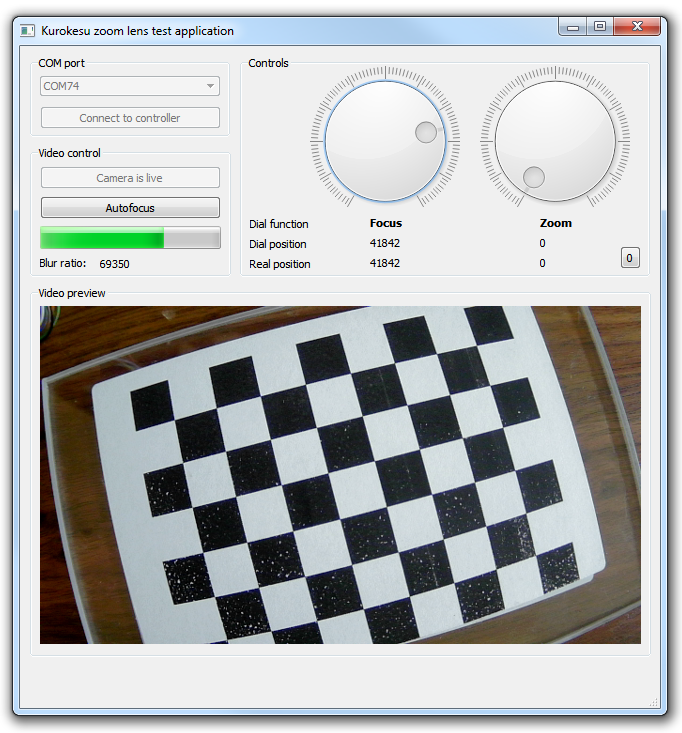 Kurokesu zoom lens test application
COM port
COM74
Connect to controller
Video control
Camera is live
Autofocus
Blur ratio: 69350
Controls
Dial function Focus Zoom
Dial position 41842 0
Real position 41842 0
0
Video preview